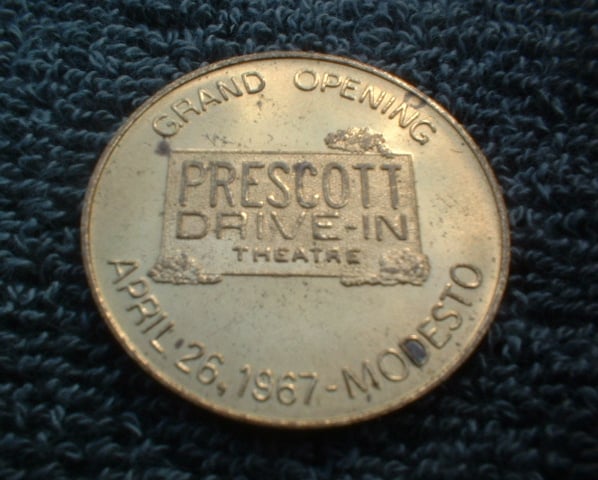 GRAND OPENING
PRESCOTT
DRIVE-IN
THEATRE
APRIL•26, 1967-MODESTO